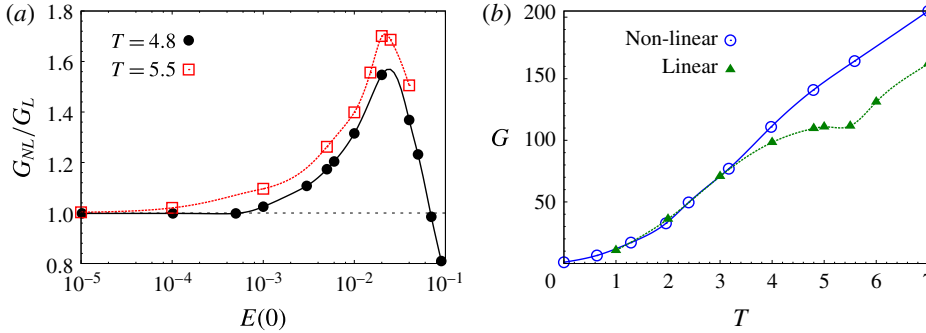 (a)
1.8
1.6
1.4
1.2
1.0
0.8
G_NL/G_L
T = 4.8
T = 5.5
10^−5
10^−4
10^−3
10^−2
10^−1
E(0)
(b)
200
150
100
50
G
Non-linear
Linear
0
1
2
3
4
5
6
7
T